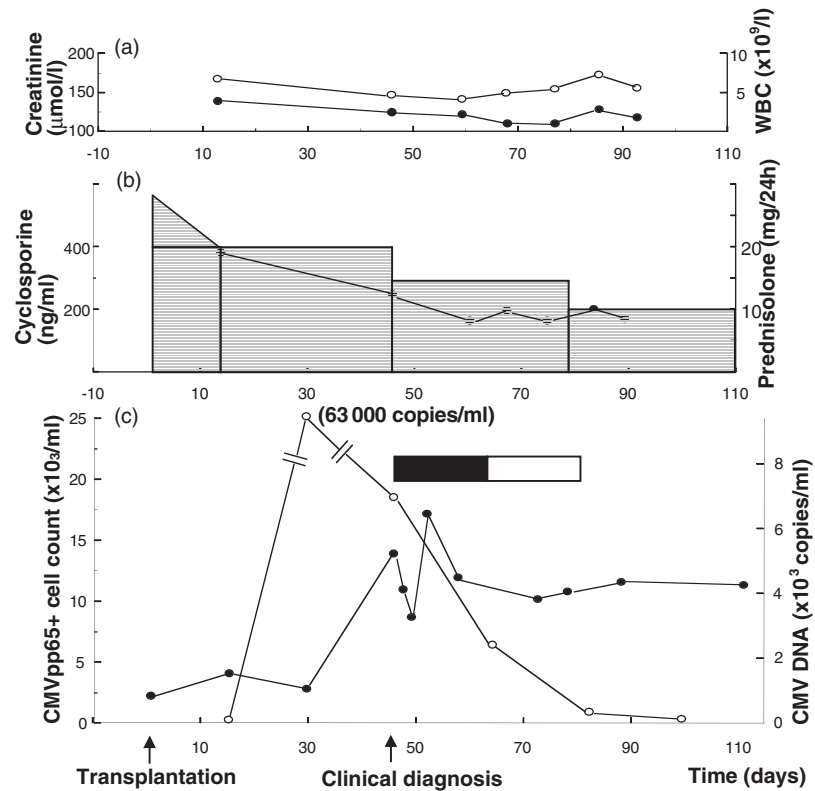 (a)
Creatinine
(μmol/l)
200
150
100
10
5
WBC (x10⁹/l)
-10 10 30 50 70 90 110
(b)
Cyclosporine
(ng/ml)
400
200
20
10
Prednisolone (mg/24h)
-10 10 30 50 70 90 110
(63 000 copies/ml)
(c)
CMVpp65+ cell count (x10₃/ml)
25
20
15
10
5
0
8
6
4
2
0
CMV DNA (x10³ copies/ml)
10 30 50 70 90 110
Transplantation Clinical diagnosis Time (days)